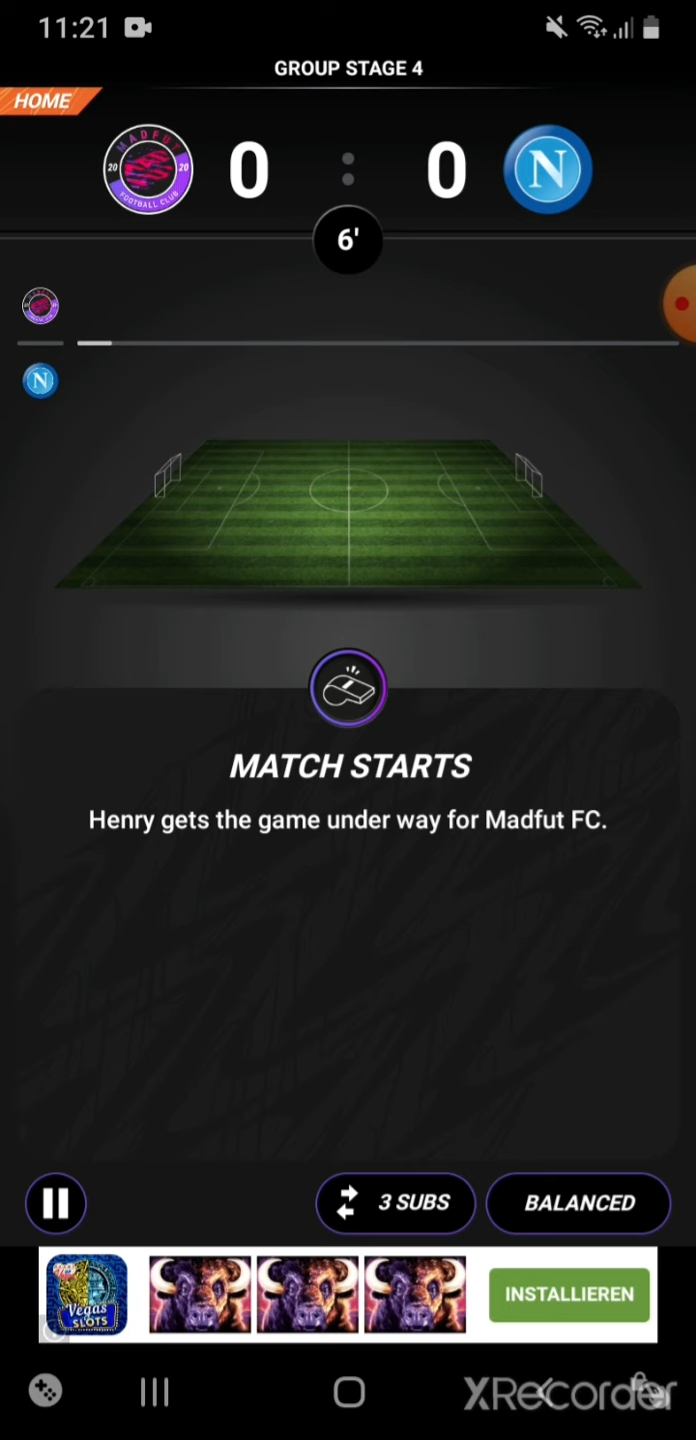 11:21
GROUP STAGE 4
HOME
MADFUT
20 20
FOOTBALL CLUB
0 : 0
N
6'
N
MATCH STARTS
Henry gets the game under way for Madfut FC.
3 SUBS
BALANCED
Vegas
SLOTS
INSTALLIEREN
XRecorder